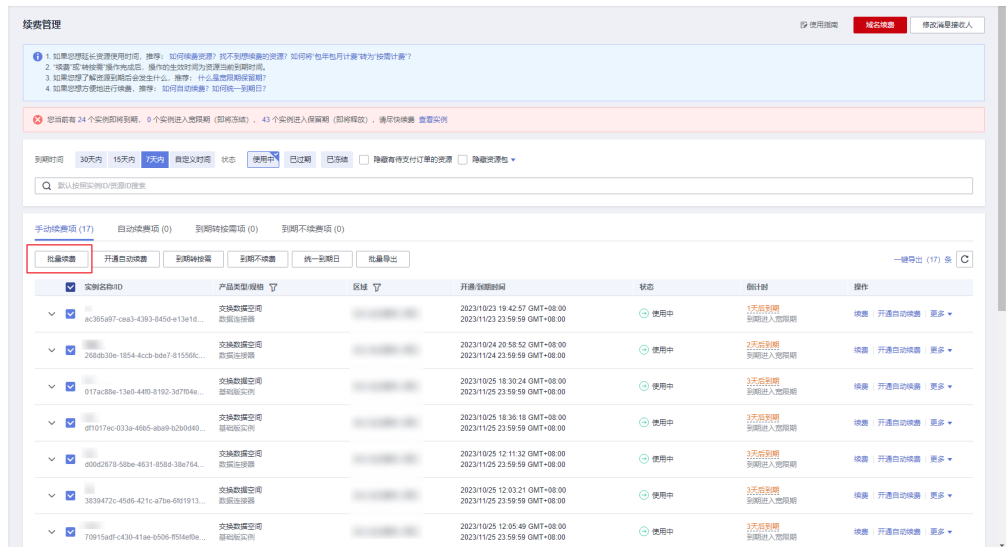 续费管理
使用指南 域名续费 修改消息接收人
1. 如果您想延长资源使用时间，推荐： 如何续费资源？找不到想续费的资源？如何将“包年包月计费”转为“按需计费”？
2. “续费”或“转按需”操作完成后，操作的生效时间为资源当前到期时间。
3. 如果您想了解资源到期后会发生什么，推荐： 什么是宽限期保留期？
4. 如果您想方便地进行续费，推荐： 如何自动续费？如何统一到期日？
您当前有 24 个实例即将到期， 0 个实例进入宽限期（即将冻结）， 43 个实例进入保留期（即将释放），请尽快续费 查看实例
到期时间 30天内 15天内 7天内 自定义时间 状态 使用中 已过期 已冻结 隐藏有待支付订单的资源 隐藏资源包
默认按照实例ID/资源ID搜索
手动续费项 (17) 自动续费项 (0) 到期转按需项 (0) 到期不续费项 (0)
批量续费 开通自动续费 到期转按需 到期不续费 统一到期日 批量导出 一键导出 (17) 条
实例名称/ID 产品类型/规格 区域 开通/到期时间 状态 倒计时 操作
交换数据空间 2023/10/23 19:42:57 GMT+08:00 使用中 1天后到期 续费 开通自动续费 更多
ac365a97-cea3-4393-845d-e13e1d... 数据连接器 2023/11/23 23:59:59 GMT+08:00 到期进入宽限期
交换数据空间 2023/10/24 20:58:52 GMT+08:00 使用中 2天后到期 续费 开通自动续费 更多
268db30e-1854-4ccb-bde7-81556fc... 数据连接器 2023/11/24 23:59:59 GMT+08:00 到期进入宽限期
交换数据空间 2023/10/25 18:30:24 GMT+08:00 使用中 3天后到期 续费 开通自动续费 更多
017ac88e-13e0-44f0-8192-3d7f04e... 基础版实例 2023/11/25 23:59:59 GMT+08:00 到期进入宽限期
交换数据空间 2023/10/25 18:36:18 GMT+08:00 使用中 3天后到期 续费 开通自动续费 更多
df1017ec-033a-46b5-aba9-b2b0d40... 基础版实例 2023/11/25 23:59:59 GMT+08:00 到期进入宽限期
交换数据空间 2023/10/25 12:11:32 GMT+08:00 使用中 3天后到期 续费 开通自动续费 更多
d00d2678-58be-4631-858d-38e764... 数据连接器 2023/11/25 23:59:59 GMT+08:00 到期进入宽限期
交换数据空间 2023/10/25 12:03:21 GMT+08:00 使用中 3天后到期 续费 开通自动续费 更多
3839472c-45d6-421c-a7be-6fd1913... 数据连接器 2023/11/25 23:59:59 GMT+08:00 到期进入宽限期
交换数据空间 2023/10/25 12:05:49 GMT+08:00 使用中 3天后到期 续费 开通自动续费 更多
70915adf-c430-41ae-b506-ff5f4ef0e... 基础版实例 2023/11/25 23:59:59 GMT+08:00 到期进入宽限期